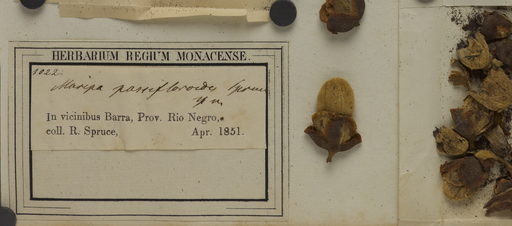 HERBARIUM REGIUM MONACENSE.
1022.
Maripa passifloroides Spruce
In vicinibus Barra, Prov. Rio Negro,
coll. R. Spruce, Apr. 1851.